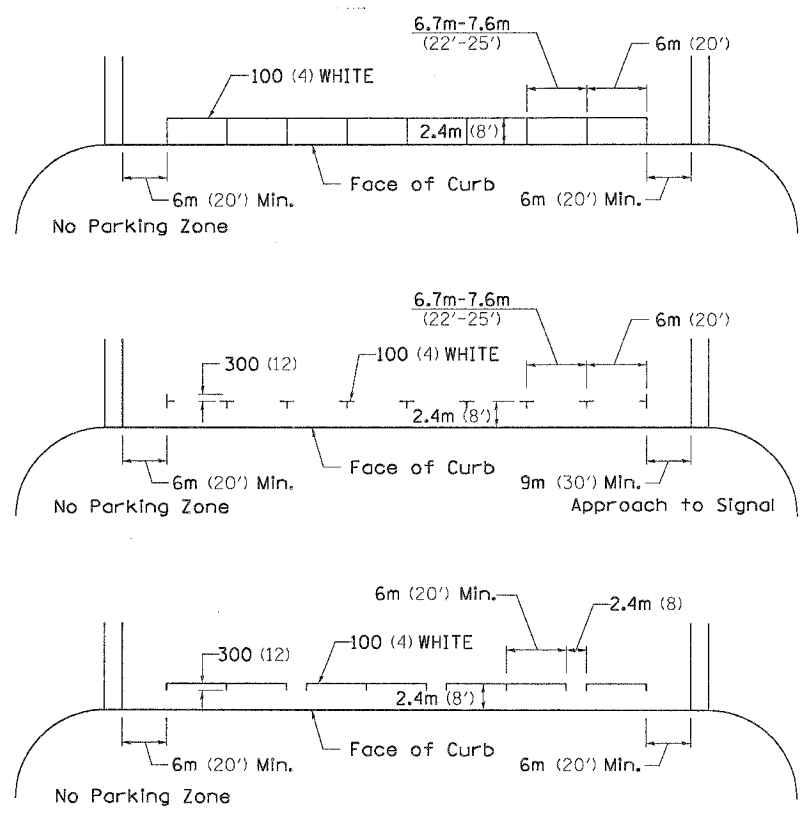 6.7m-7.6m
(22'-25')
6m (20')
100 (4) WHITE
2.4m (8')
Face of Curb
6m (20') Min.
6m (20') Min.
No Parking Zone
6.7m-7.6m
(22'-25')
6m (20')
300 (12)
100 (4) WHITE
2.4m (8')
Face of Curb
6m (20') Min.
9m (30') Min.
No Parking Zone
Approach to Signal
6m (20') Min.
2.4m (8)
300 (12)
100 (4) WHITE
2.4m (8')
Face of Curb
6m (20') Min.
6m (20') Min.
No Parking Zone